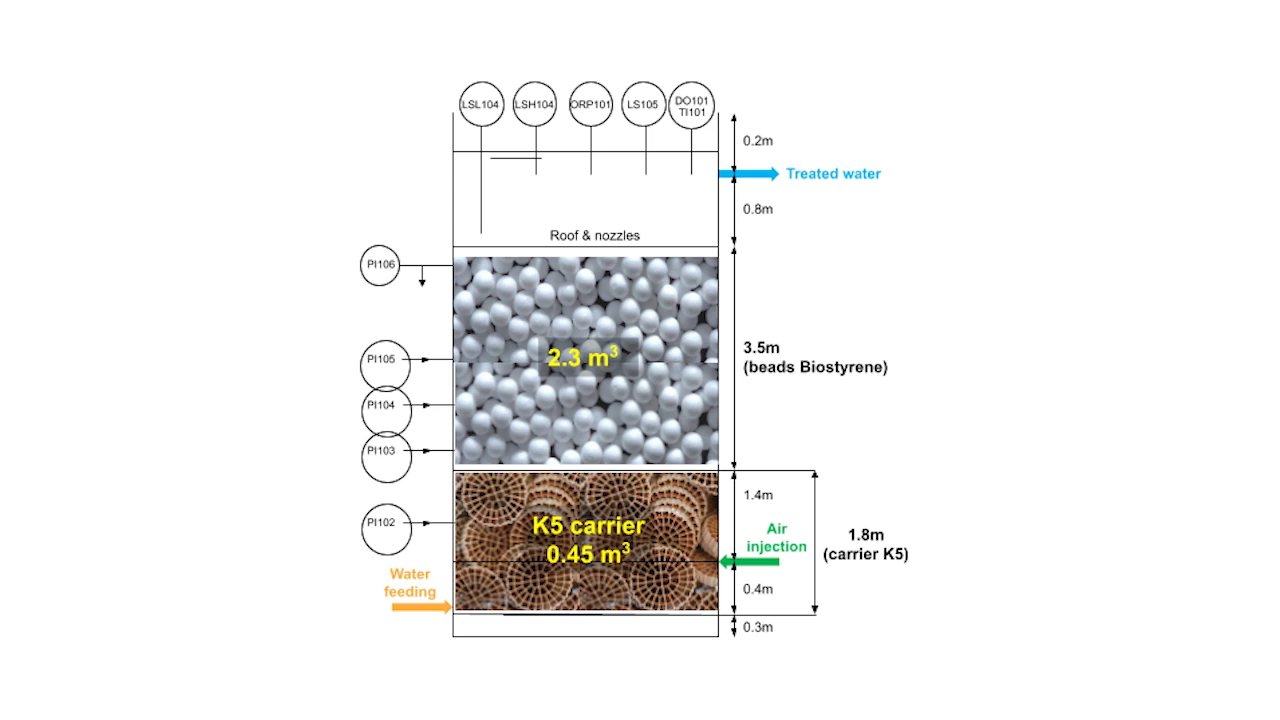 LSL104
LSH104
ORP101
LS105
DO101
TI101
0.2m
Treated water
0.8m
Roof & nozzles
PI106
2.3 m³
3.5m
(beads Biostyrene)
PI105
PI104
PI103
1.4m
PI102
K5 carrier
0.45 m³
Air
injection
1.8m
(carrier K5)
Water
feeding
0.4m
0.3m